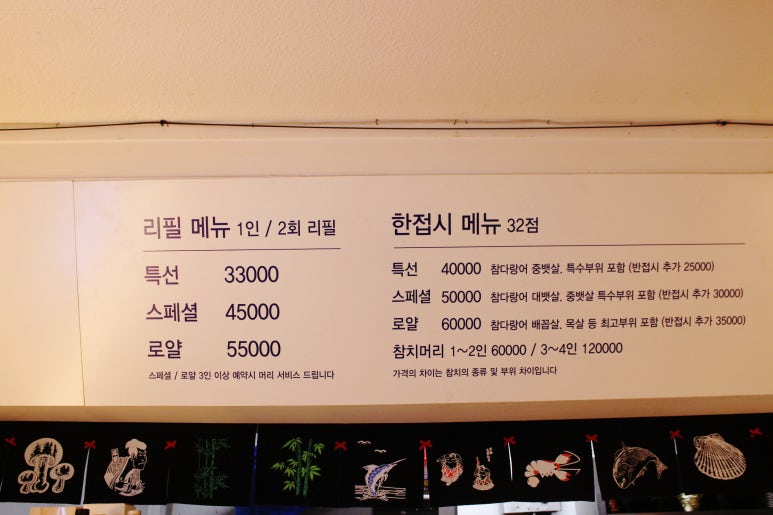 리필 메뉴 1인 / 2회 리필
특선 33000
스페셜 45000
로얄 55000
스페셜 / 로얄 3인 이상 예약시 머리 서비스 드립니다
한접시 메뉴 32점
특선 40000 참다랑어 중뱃살, 특수부위 포함 (반접시 추가 25000)
스페셜 50000 참다랑어 대뱃살, 중뱃살 특수부위 포함 (반접시 추가 30000)
로얄 60000 참다랑어 배꼽살, 목살 등 최고부위 포함 (반접시 추가 35000)
참치머리 1~2인 60000 / 3~4인 120000
가격의 차이는 참치의 종류 및 부위 차이입니다